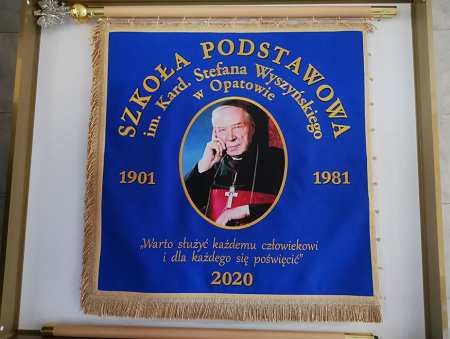 SZKOŁA PODSTAWOWA
im. Kard. Stefana Wyszyńskiego
w Opatowie
1901 1981
„Warto służyć każdemu człowiekowi
i dla każdego się poświęcić"
2020